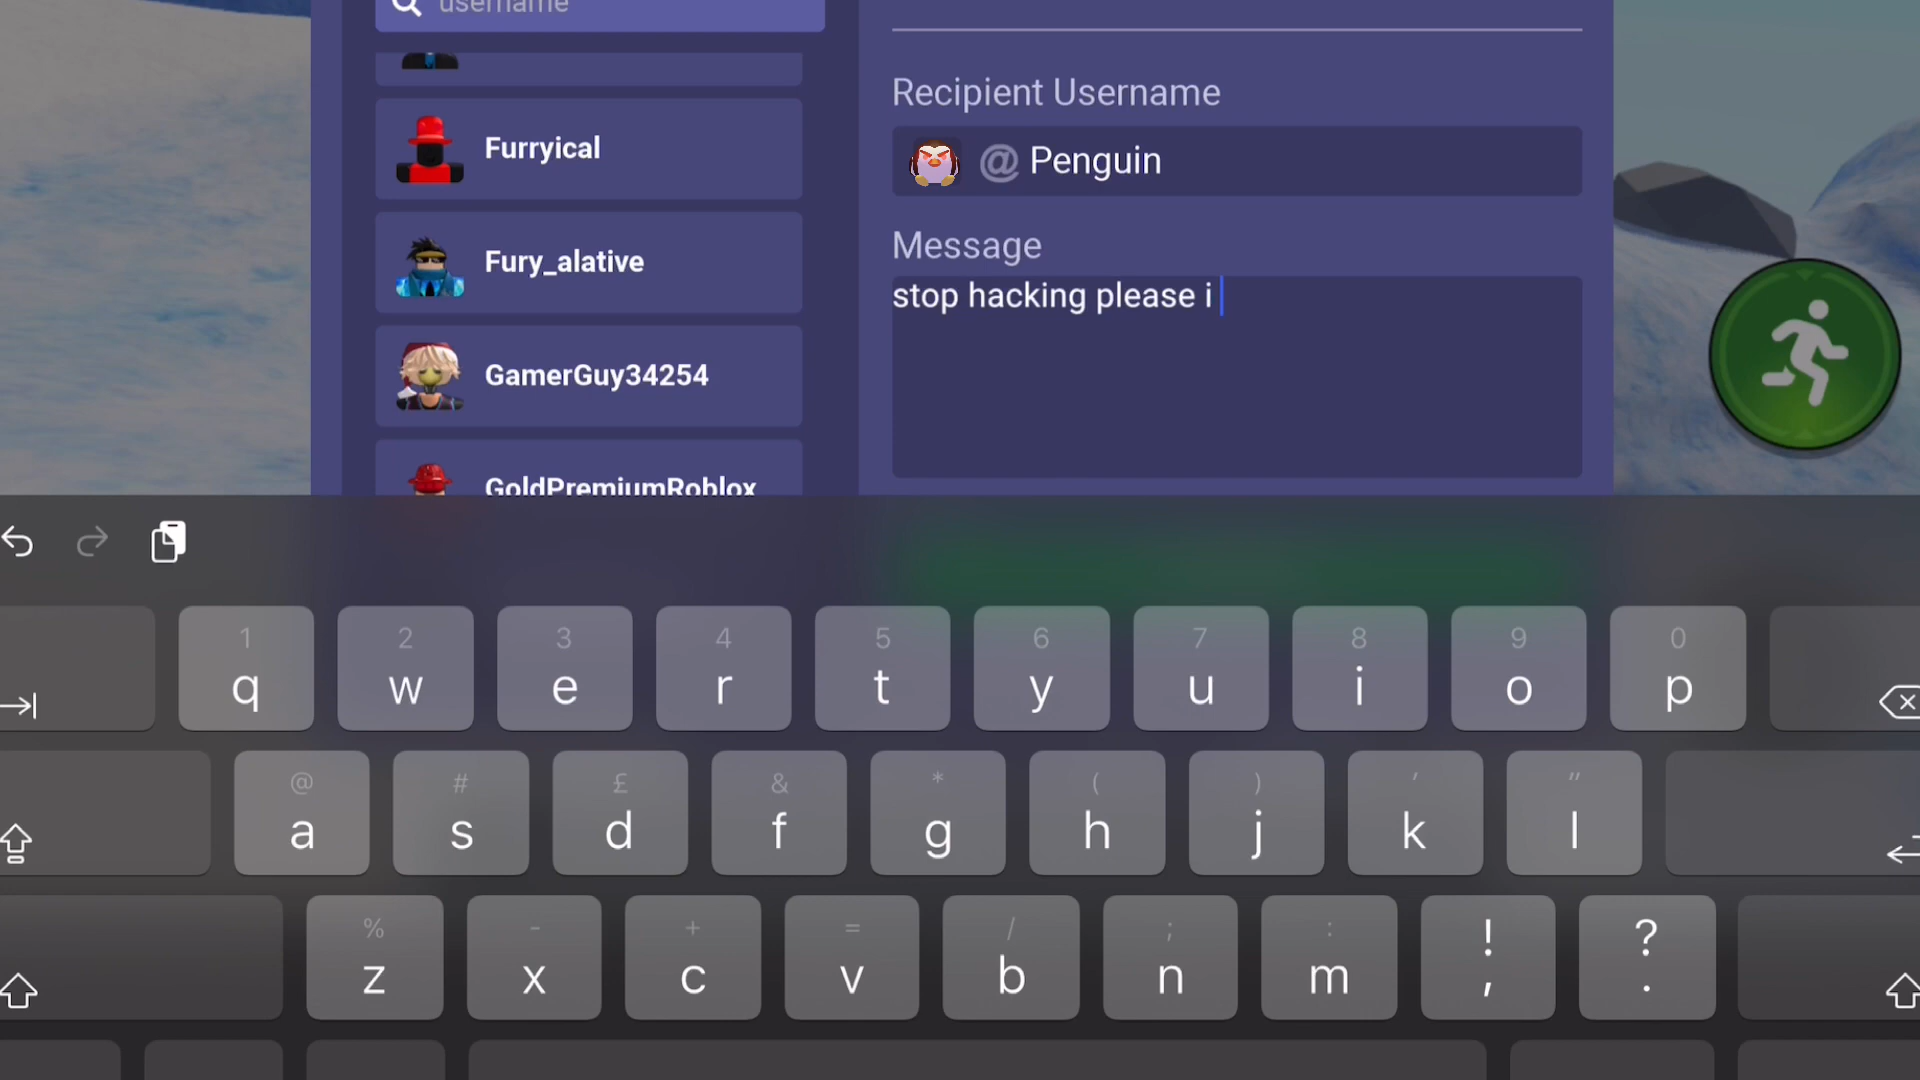 username
Furryical
Fury_alative
GamerGuy34254
GoldPremiumRoblox
Recipient Username
@ Penguin
Message
stop hacking please i
1 2 3 4 5 6 7 8 9 0
q w e r t y u i o p
@ # £ & * ( ) ' "
a s d f g h j k l
% - + = / ; : ! ?
z x c v b n m , .